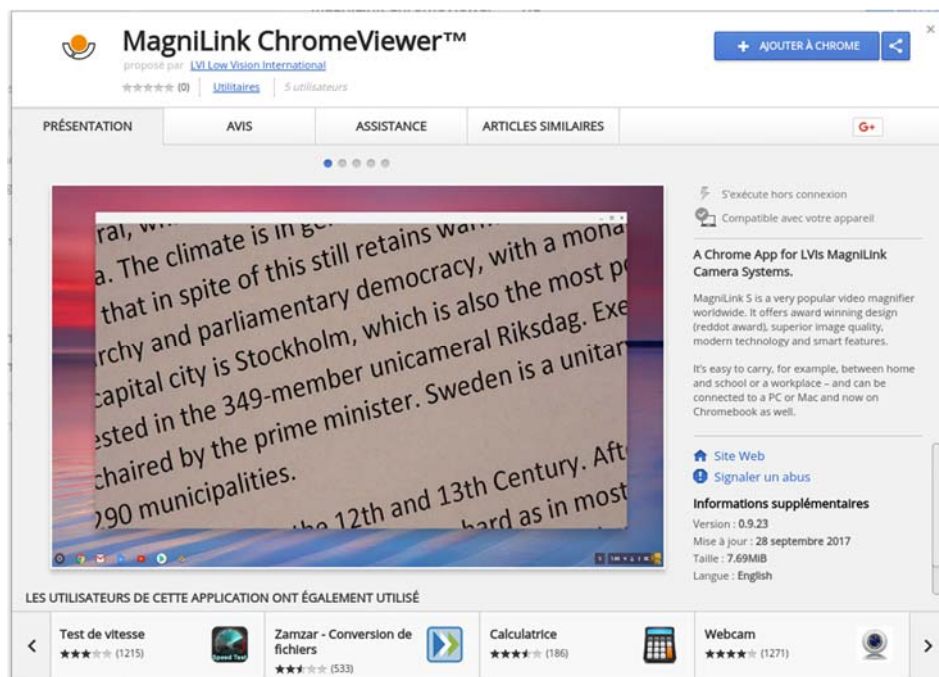 MagniLink ChromeViewer™
proposé par LVI Low Vision International
(0) Utilitaires 5 utilisateurs
+ AJOUTER À CHROME
PRÉSENTATION AVIS ASSISTANCE ARTICLES SIMILAIRES G+
ral,
a. The climate is in
that in spite of this still retains
rchy and parliamentary democracy, with a mona
capital city is Stockholm, which is also the most
ested in the 349-member unicameral Riksdag. Exe
chaired by the prime minister. Sweden is a unitar
290 municipalities.
12th and 13th Century. Aft
hard as in most
S'exécute hors connexion
Compatible avec votre appareil
A Chrome App for LVIs MagniLink
Camera Systems.
MagniLink S is a very popular video magnifier
worldwide. It offers award winning design
(reddot award), superior image quality,
modern technology and smart features.
It's easy to carry, for example, between home
and school or a workplace – and can be
connected to a PC or Mac and now on
Chromebook as well.
Site Web
Signaler un abus
Informations supplémentaires
Version : 0.9.23
Mise à jour : 28 septembre 2017
Taille : 7.69MiB
Langue : English
LES UTILISATEURS DE CETTE APPLICATION ONT ÉGALEMENT UTILISÉ
Test de vitesse
(1215)
Speed Test
Zamzar - Conversion de
fichiers
(533)
Calculatrice
(186)
Webcam
(1271)